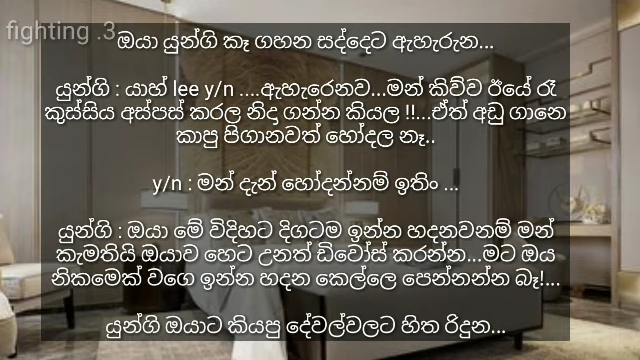 fighting .3
ඔයා යුන්ගි කෑ ගහන සද්දෙට ඇහැරුන...
යුන්ගි : යාහ් lee y/n ....ඇහැරෙනව...මන් කිව්ව ඊයේ රෑ
කුස්සිය අස්පස් කරල නිදා ගන්න කියල !!...ඒත් අඩු ගානෙ
කාපු පිගානවත් හෝදල නෑ..
y/n : මන් දැන් හෝදන්නම් ඉතිං ...
යුන්ගි : ඔයා මේ විදිහට දිගටම ඉන්න හදනවනම් මන්
කැමතියි ඔයාව හෙට උනත් ඩිවෝස් කරන්න...මට ඔය
නිකමෙක් වගෙ ඉන්න හදන කෙල්ලෙ පෙන්නන්න බෑ!...
යුන්ගි ඔයාට කියපු දේවල්වලට හිත රිදුන...